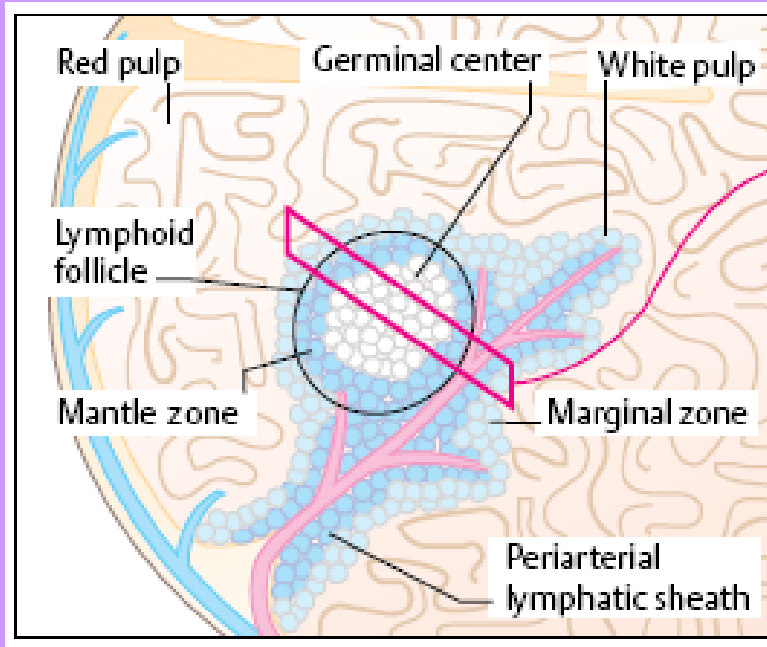 Red pulp
Germinal center
White pulp
Lymphoid
follicle
Mantle zone
Marginal zone
Periarterial
lymphatic sheath